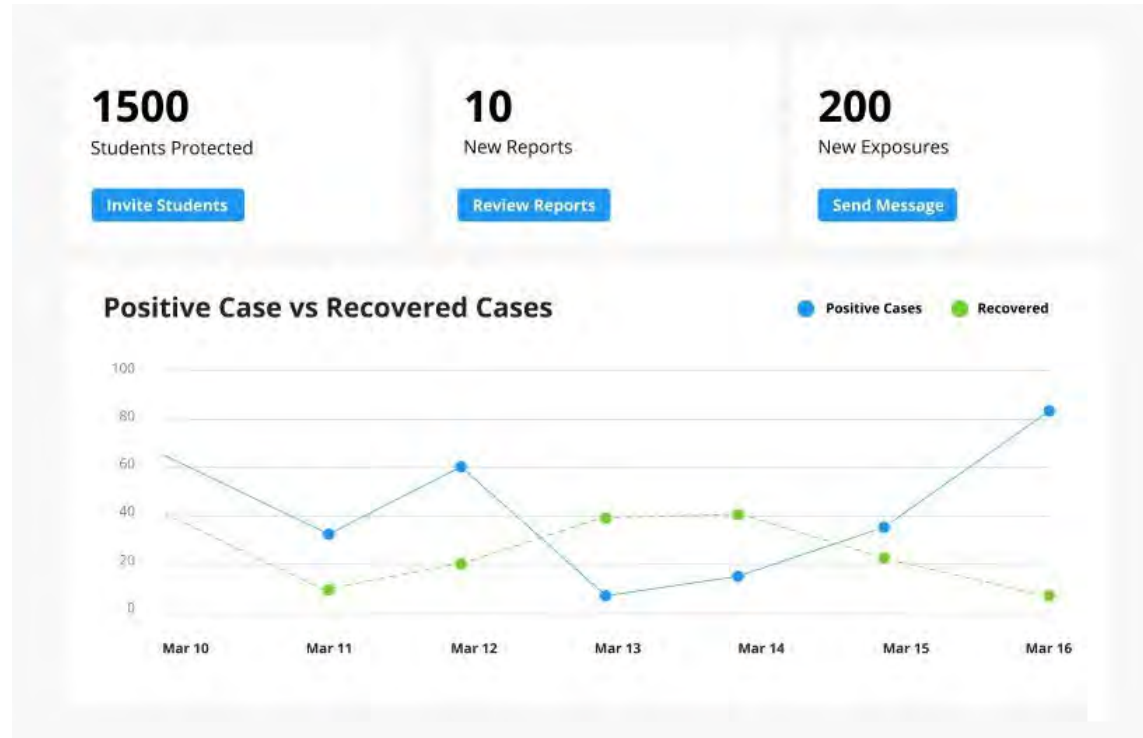 1500
Students Protected
Invite Students
10
New Reports
Review Reports
200
New Exposures
Send Message
Positive Case vs Recovered Cases
Positive Cases
Recovered
100
80
60
40
20
0
Mar 10 Mar 11 Mar 12 Mar 13 Mar 14 Mar 15 Mar 16